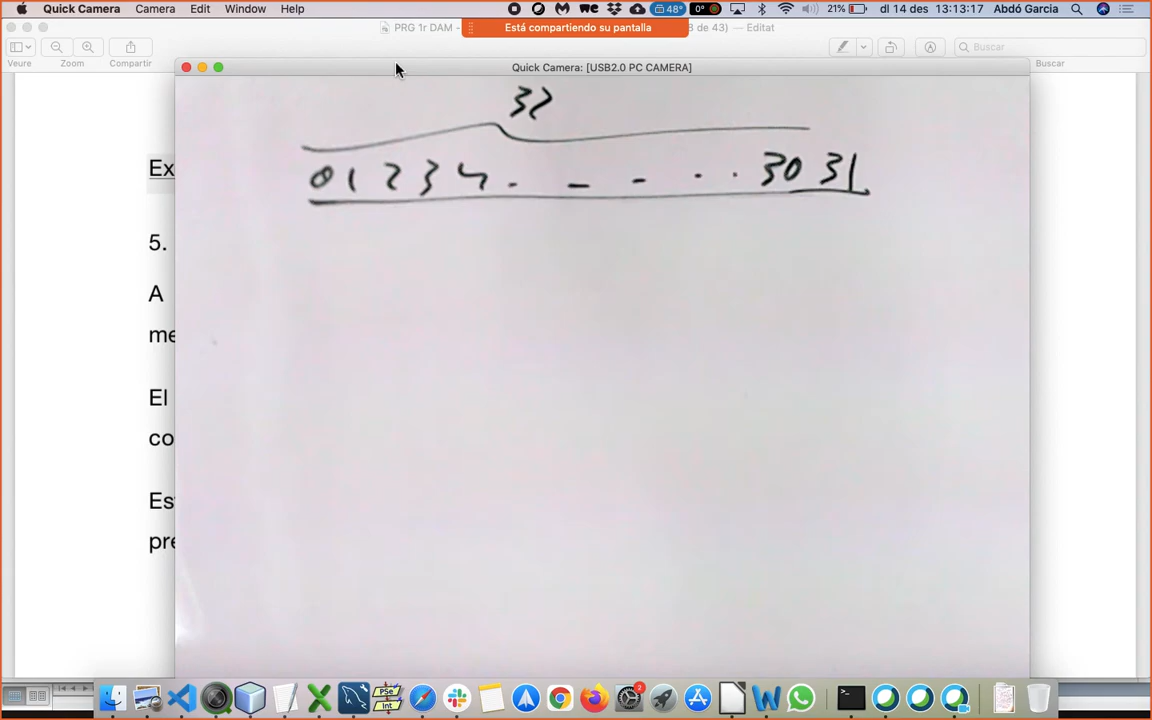 Quick Camera Camera Edit Window Help 48° 0° 21% dl 14 des 13:13:17 Abdó Garcia
PRG 1r DAM - Está compartiendo su pantalla de 43) — Editat
Veure Zoom Compartir Buscar Buscar
Quick Camera: [USB2.0 PC CAMERA]
32
0 1 2 3 4 . _ _ - . . 30 31
Ex
5.
A
me
El
co
Es
pre